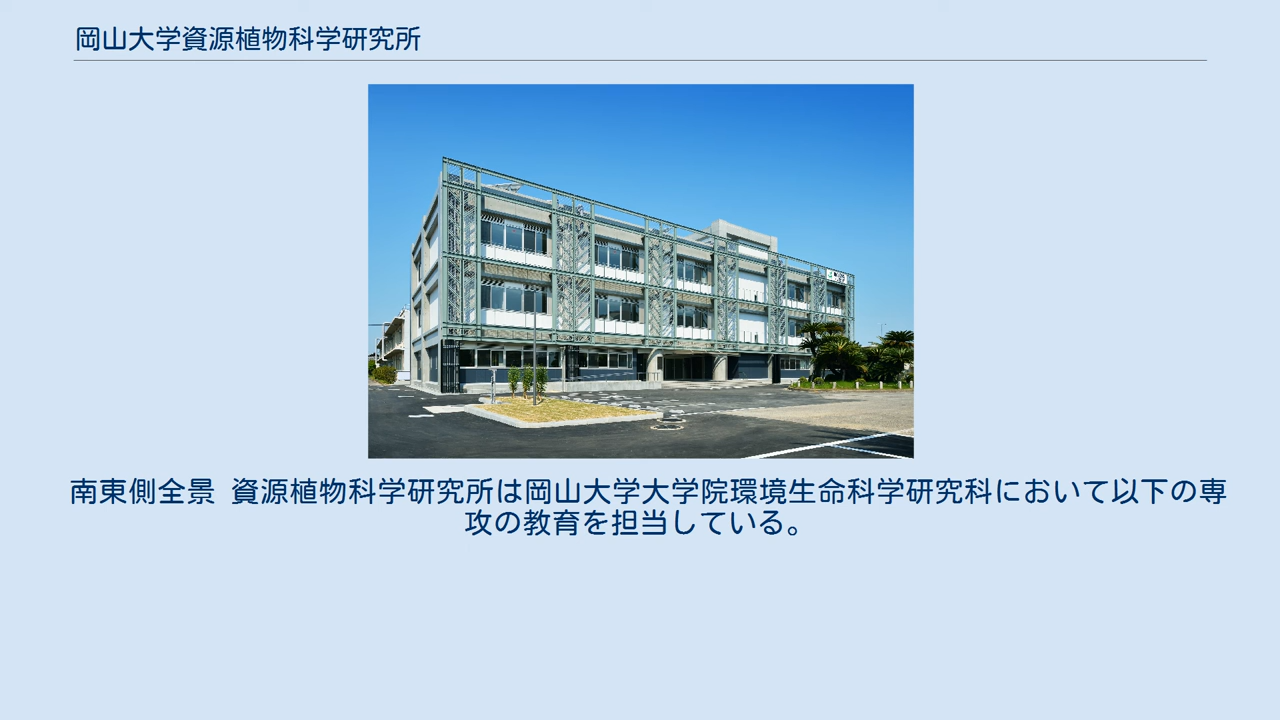 岡山大学資源植物科学研究所
南東側全景 資源植物科学研究所は岡山大学大学院環境生命科学研究科において以下の専
攻の教育を担当している。